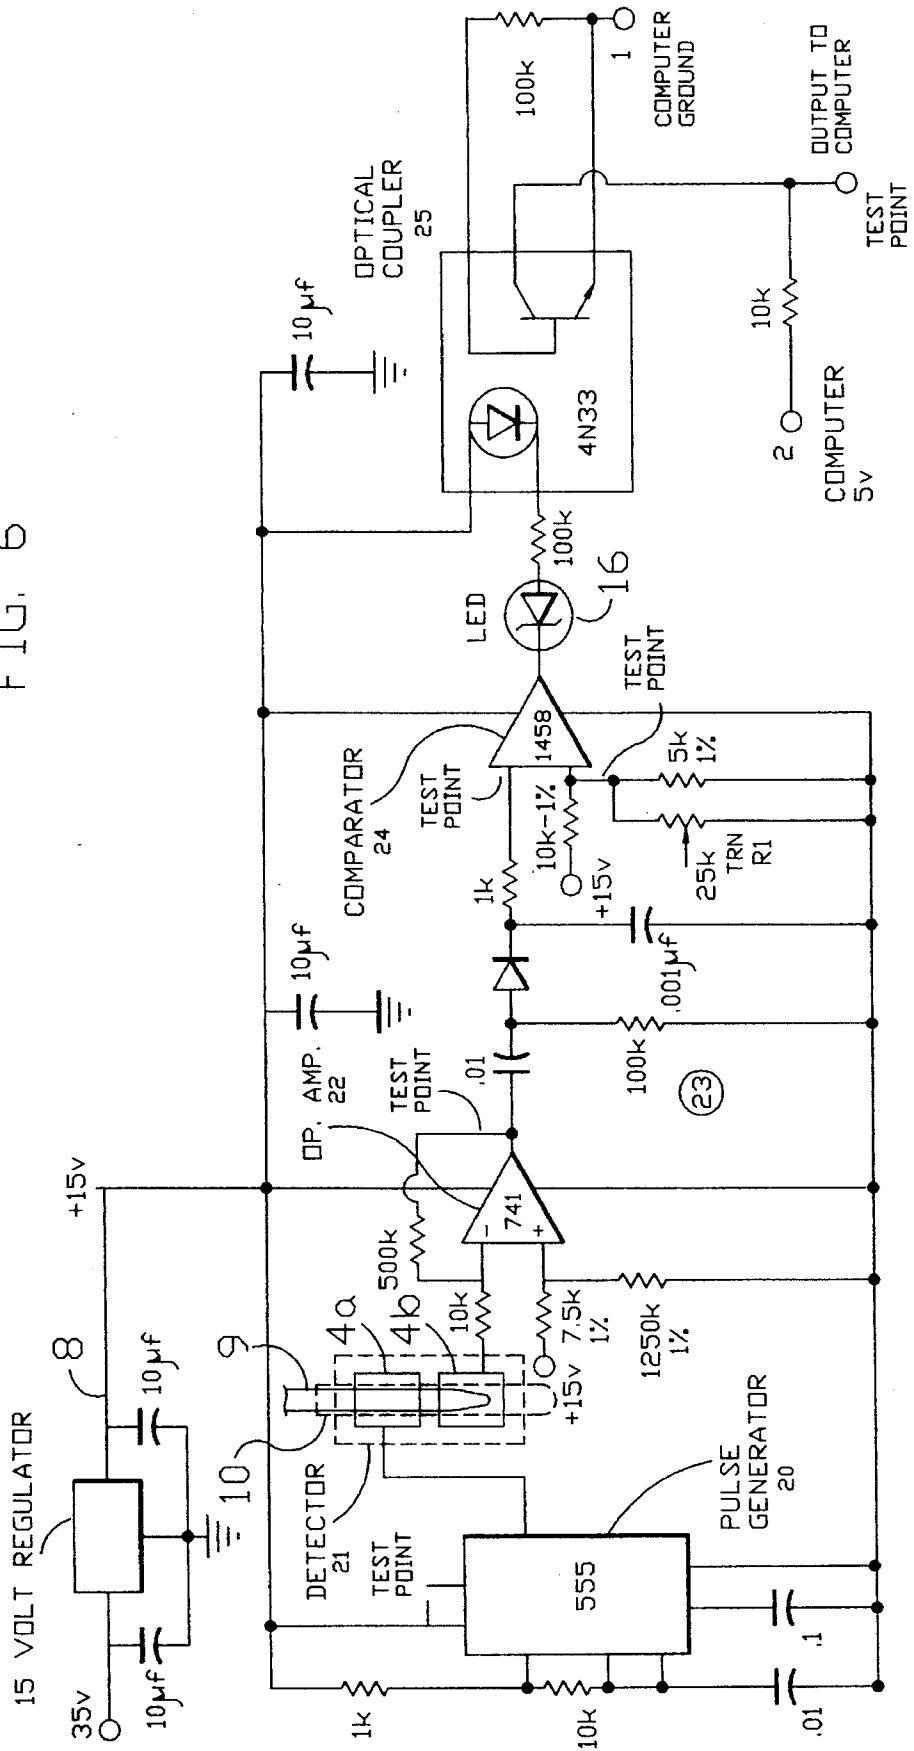 FIG. 6
15 VOLT REGULATOR
8
35v
10µf
10µf
+15v
OP. AMP.
22
10µf
COMPARATOR
24
10µf
OPTICAL
COUPLER
25
9
10
4a
4b
DETECTOR
21
TEST
POINT
500k
10k
741
-
+
TEST
POINT
.01
1k
TEST
POINT
1458
LED
16
100k
4N33
100k
1
COMPUTER
GROUND
1k
10k
555
.01
.1
PULSE
GENERATOR
20
+15v
7.5k
1%
1250k
1%
23
100k
.001µf
+15v
10k-1%
25k
TRN
R1
5k
1%
TEST
POINT
2
COMPUTER
5v
10k
OUTPUT TO
COMPUTER
TEST
POINT